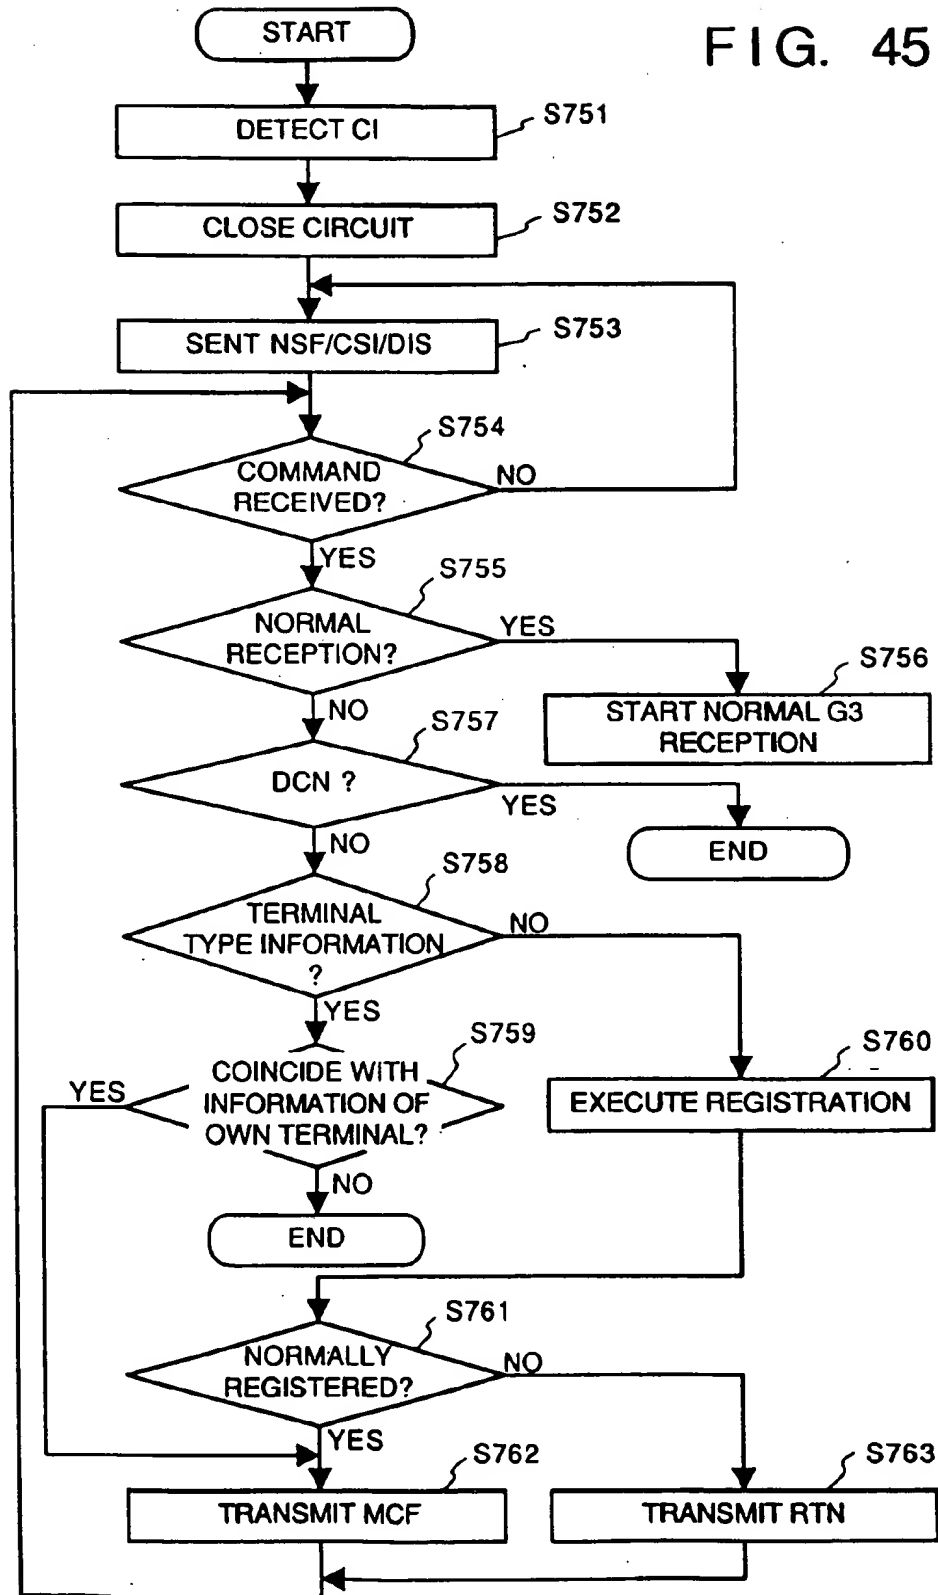 START
FIG. 45
DETECT CI
S751
CLOSE CIRCUIT
S752
SENT NSF/CSI/DIS
S753
S754
COMMAND
RECEIVED?
NO
YES
S755
NORMAL
RECEPTION?
YES
S756
NO
START NORMAL G3
RECEPTION
S757
DCN ?
YES
NO
END
S758
TERMINAL
TYPE INFORMATION
?
NO
YES
S759
S760
YES
COINCIDE WITH
INFORMATION OF
OWN TERMINAL?
EXECUTE REGISTRATION
NO
END
S761
NORMALLY
REGISTERED?
NO
YES
S762
S763
TRANSMIT MCF
TRANSMIT RTN